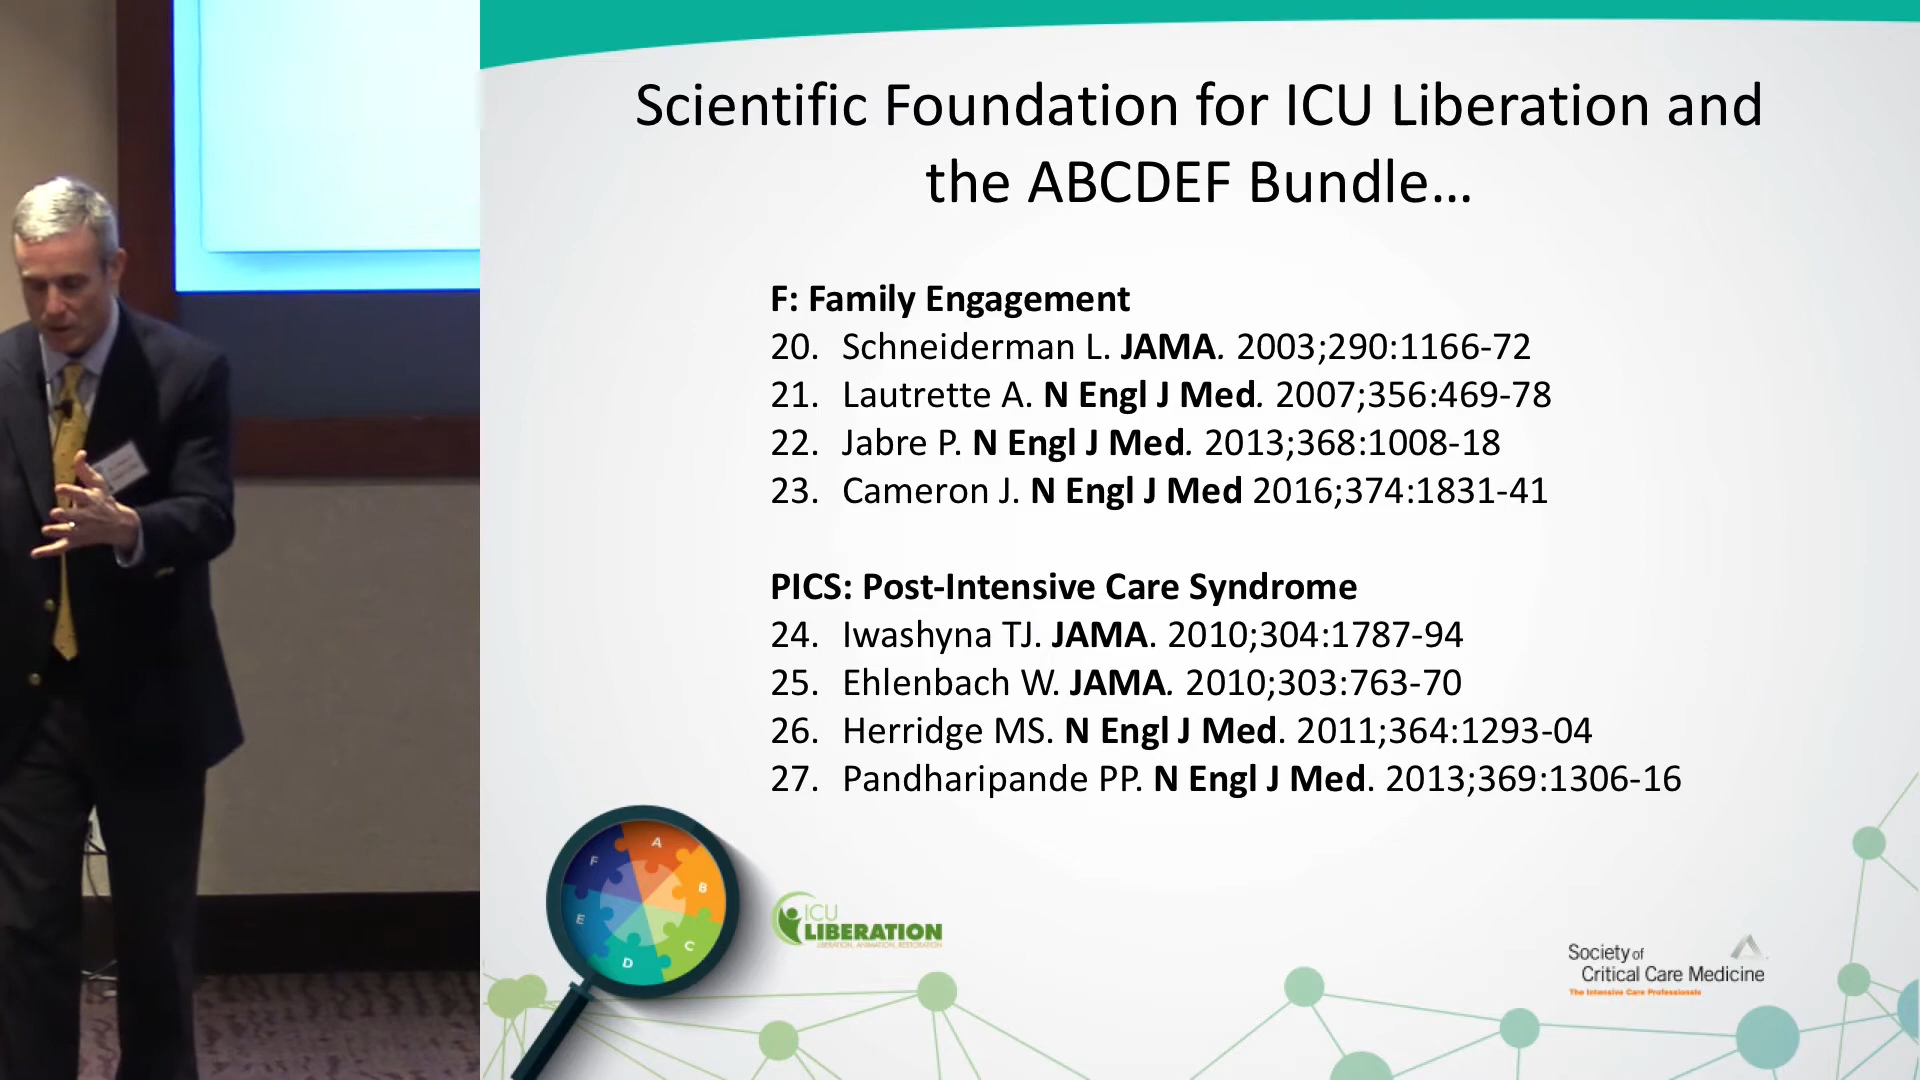 Scientific Foundation for ICU Liberation and
the ABCDEF Bundle…
F: Family Engagement
20. Schneiderman L. JAMA. 2003;290:1166-72
21. Lautrette A. N Engl J Med. 2007;356:469-78
22. Jabre P. N Engl J Med. 2013;368:1008-18
23. Cameron J. N Engl J Med 2016;374:1831-41
PICS: Post-Intensive Care Syndrome
24. Iwashyna TJ. JAMA. 2010;304:1787-94
25. Ehlenbach W. JAMA. 2010;303:763-70
26. Herridge MS. N Engl J Med. 2011;364:1293-04
27. Pandharipande PP. N Engl J Med. 2013;369:1306-16
A
B
C
D
E
F
ICU
LIBERATION
LIBERATION, ANIMATION, RESTORATION
Society of
Critical Care Medicine
The Intensive Care Professionals